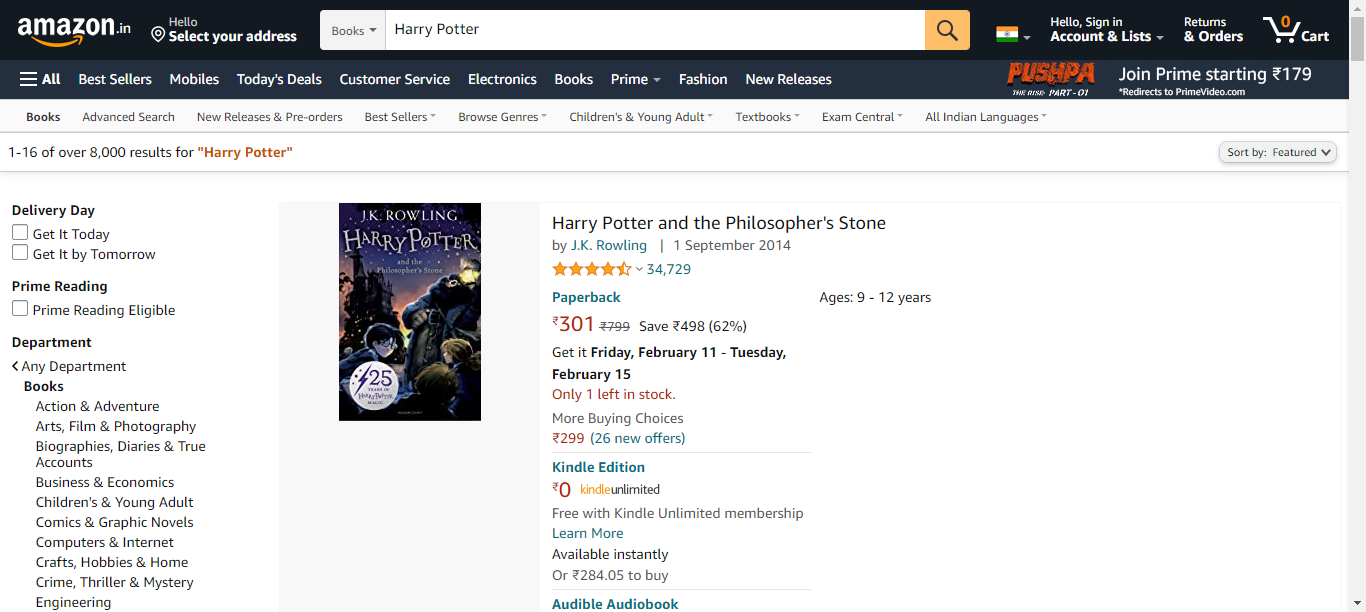 amazon.in
Hello
Select your address
Books
Harry Potter
Hello, Sign in
Account & Lists
Returns
& Orders
0
Cart
All
Best Sellers
Mobiles
Today's Deals
Customer Service
Electronics
Books
Prime
Fashion
New Releases
PUSHPA
THE RISE PART-01
Join Prime starting ₹179
*Redirects to PrimeVideo.com
Books
Advanced Search
New Releases & Pre-orders
Best Sellers
Browse Genres
Children's & Young Adult
Textbooks
Exam Central
All Indian Languages
1-16 of over 8,000 results for "Harry Potter"
Sort by: Featured
Delivery Day
Get It Today
Get It by Tomorrow
Prime Reading
Prime Reading Eligible
Department
Any Department
Books
Action & Adventure
Arts, Film & Photography
Biographies, Diaries & True
Accounts
Business & Economics
Children's & Young Adult
Comics & Graphic Novels
Computers & Internet
Crafts, Hobbies & Home
Crime, Thriller & Mystery
Engineering
J.K. ROWLING
HARRY POTTER
and the
Philosopher's Stone
25
YEARS OF
HARRY POTTER
MAGIC
Harry Potter and the Philosopher's Stone
by J.K. Rowling | 1 September 2014
34,729
Paperback
₹301 ₹799 Save ₹498 (62%)
Get it Friday, February 11 - Tuesday,
February 15
Only 1 left in stock.
More Buying Choices
₹299 (26 new offers)
Kindle Edition
₹0 kindleunlimited
Free with Kindle Unlimited membership
Learn More
Available instantly
Or ₹284.05 to buy
Audible Audiobook
Ages: 9 - 12 years